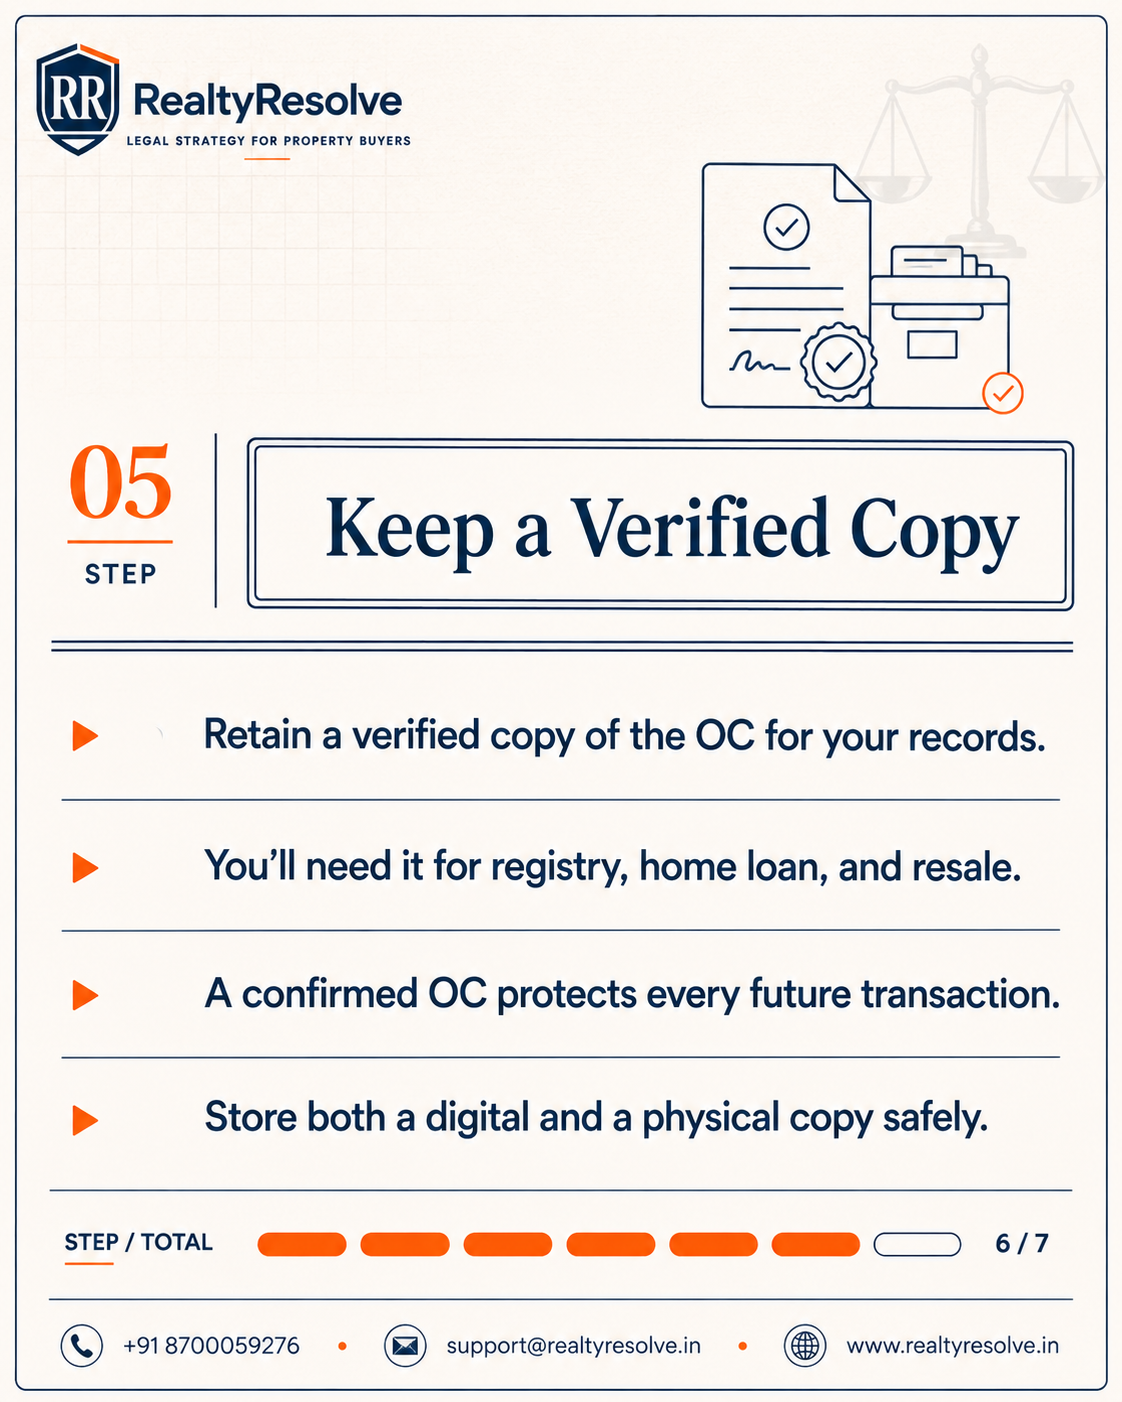 RR
RealtyResolve
LEGAL STRATEGY FOR PROPERTY BUYERS
05
STEP
Keep a Verified Copy
Retain a verified copy of the OC for your records.
You’ll need it for registry, home loan, and resale.
A confirmed OC protects every future transaction.
Store both a digital and a physical copy safely.
STEP / TOTAL
6 / 7
+91 8700059276 • support@realtyresolve.in • www.realtyresolve.in